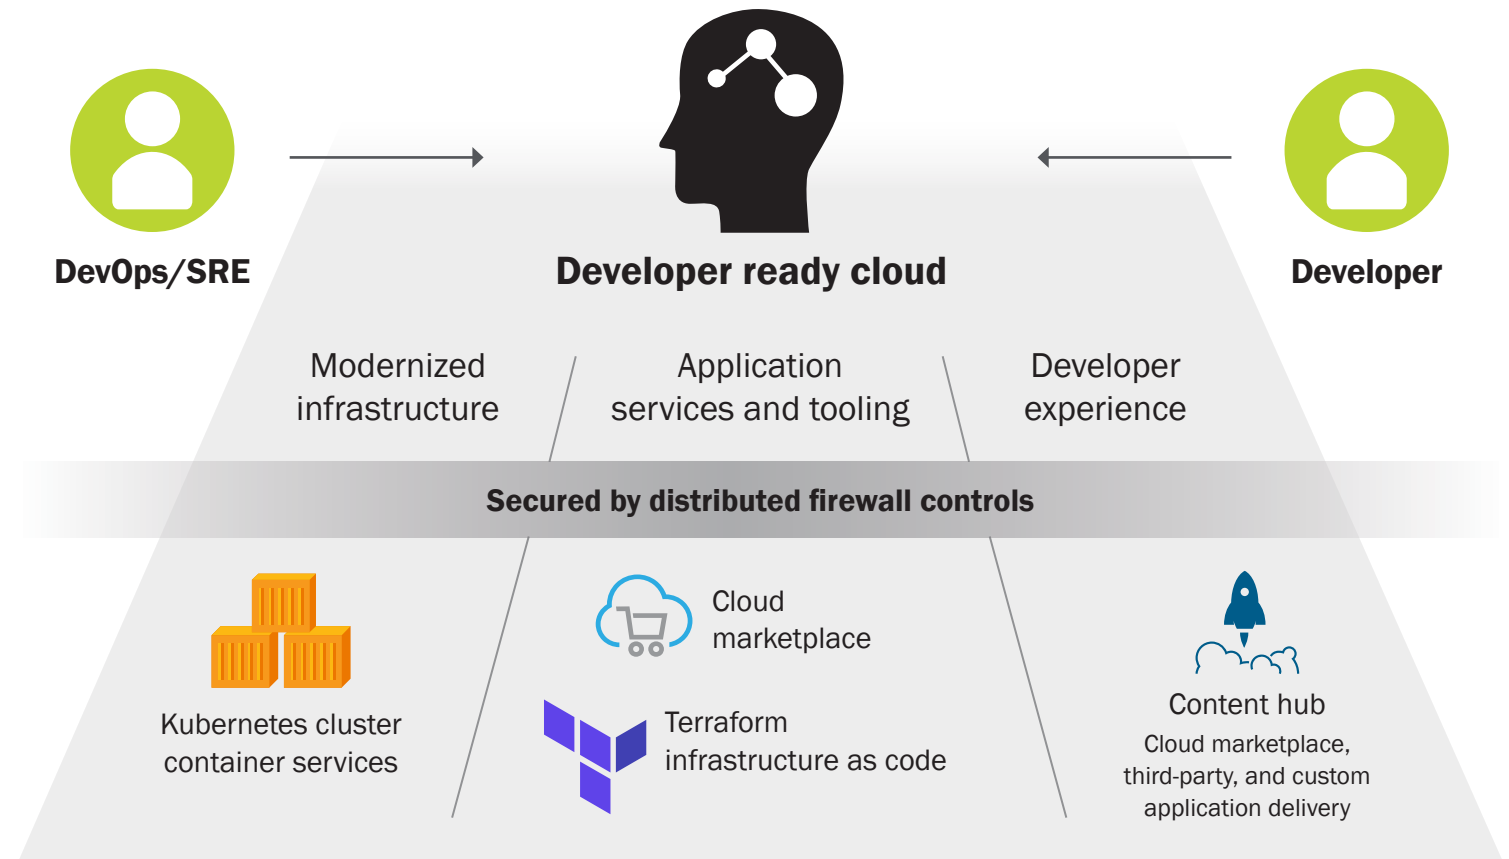 DevOps/SRE
Developer ready cloud
Developer
Modernized
infrastructure
Application
services and tooling
Developer
experience
Secured by distributed firewall controls
Kubernetes cluster
container services
Cloud
marketplace
Terraform
infrastructure as code
Content hub
Cloud marketplace,
third-party, and custom
application delivery